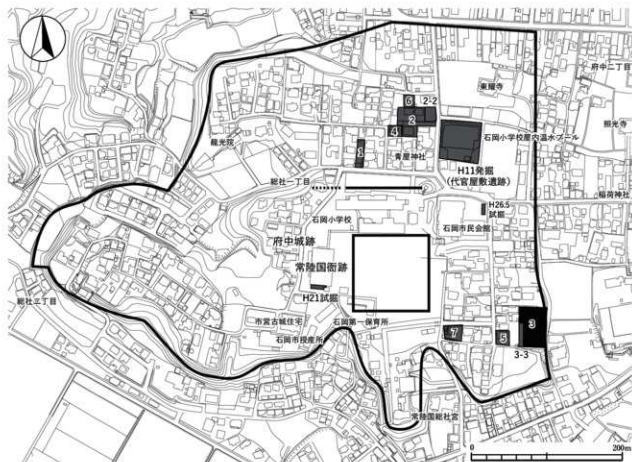 府中二丁目
東耀寺
照光寺
6
2-2
2
4
石岡小学校屋内温水プール
龍光院
1
青屋神社
H11発掘
(代官屋敷遺跡)
総社一丁目
稲荷神社
H26.5
試掘
石岡小学校
石岡市民会館
府中城跡
常陸国衙跡
H21試掘
総社二丁目
市営古城住宅
石岡第一保育所
3
7
5
石岡市授産所
3-3
常陸国総社宮
0
200m